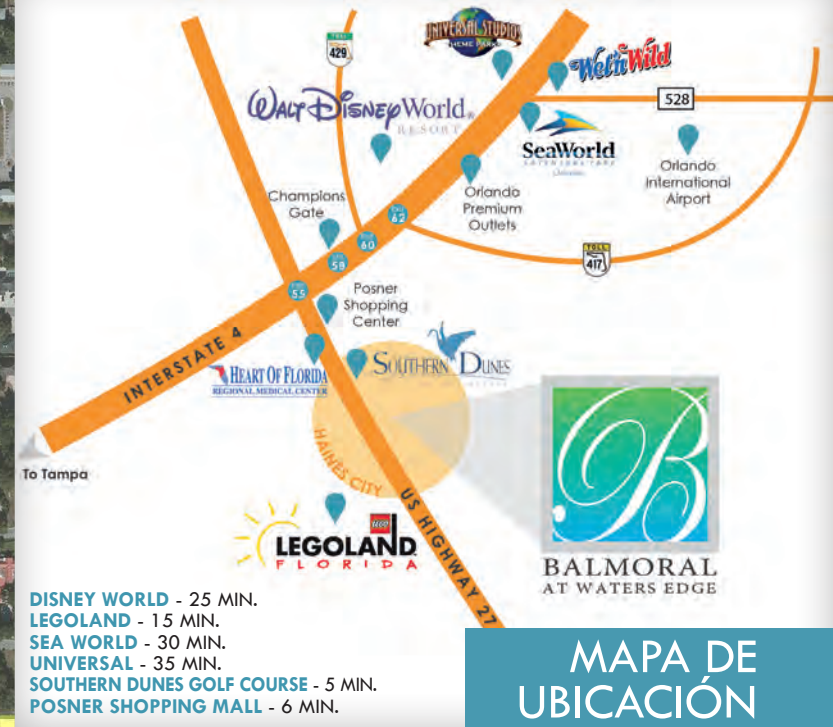 UNIVERSAL STUDIOS
THEME PARKS
TOLL
429
Wet'n Wild
WALT DISNEY World
RESORT
528
SeaWorld
Orlando
International
Airport
Orlando
Premium
Outlets
Champions
Gate
62
60
58
55
TOLL
417
Posner
Shopping
Center
INTERSTATE 4
HEART OF FLORIDA
REGIONAL MEDICAL CENTER
SOUTHERN DUNES
HAINES CITY
To Tampa
US HIGHWAY 27
LEGO
LEGOLAND
FLORIDA
B
BALMORAL
AT WATERS EDGE
DISNEY WORLD - 25 MIN.
LEGOLAND - 15 MIN.
SEA WORLD - 30 MIN.
UNIVERSAL - 35 MIN.
SOUTHERN DUNES GOLF COURSE - 5 MIN.
POSNER SHOPPING MALL - 6 MIN.
MAPA DE
UBICACIÓN